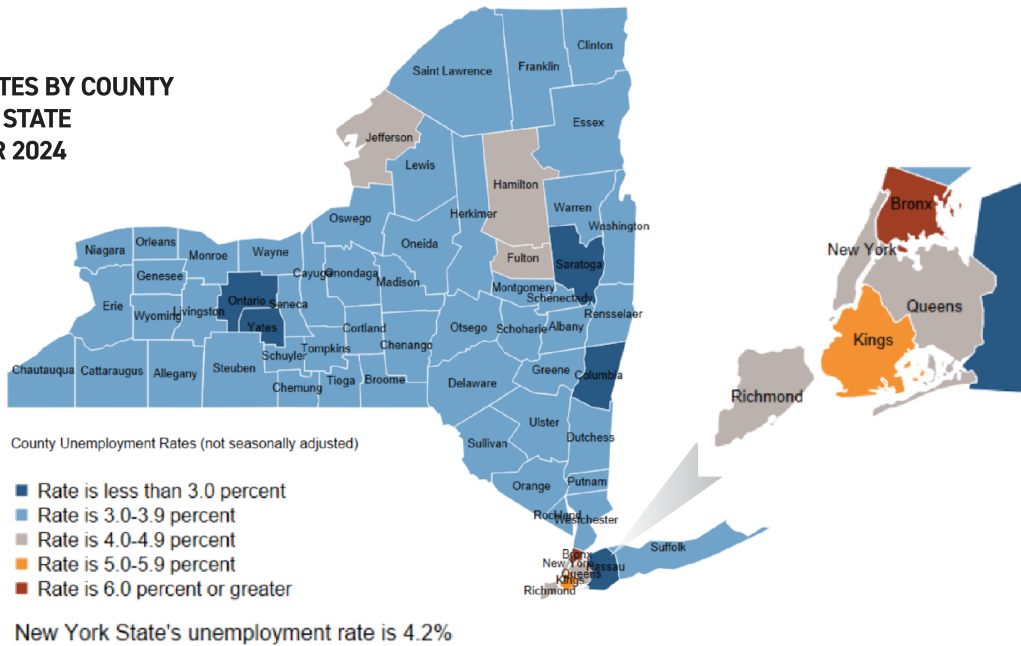 TES BY COUNTY
STATE
R 2024
Clinton
Franklin
Saint Lawrence
Essex
Jefferson
Lewis
Hamilton
Herkimer
Warren
Washington
Oswego
Oneida
Fulton
Saratoga
Niagara
Orleans
Monroe
Wayne
Cayuga
Onondaga
Madison
Montgomery
Schenectady
Genesee
Erie
Wyoming
Livingston
Ontario
Seneca
Yates
Cortland
Otsego
Schoharie
Albany
Rensselaer
Chautauqua
Cattaraugus
Allegany
Steuben
Schuyler
Tompkins
Chenango
Chemung
Tioga
Broome
Delaware
Greene
Columbia
Ulster
Sullivan
Dutchess
Orange
Putnam
Rockland
Westchester
Suffolk
Bronx
New York
Nassau
Queens
Kings
Richmond
Bronx
New York
Queens
Kings
Richmond
County Unemployment Rates (not seasonally adjusted)
Rate is less than 3.0 percent
Rate is 3.0-3.9 percent
Rate is 4.0-4.9 percent
Rate is 5.0-5.9 percent
Rate is 6.0 percent or greater
New York State's unemployment rate is 4.2%